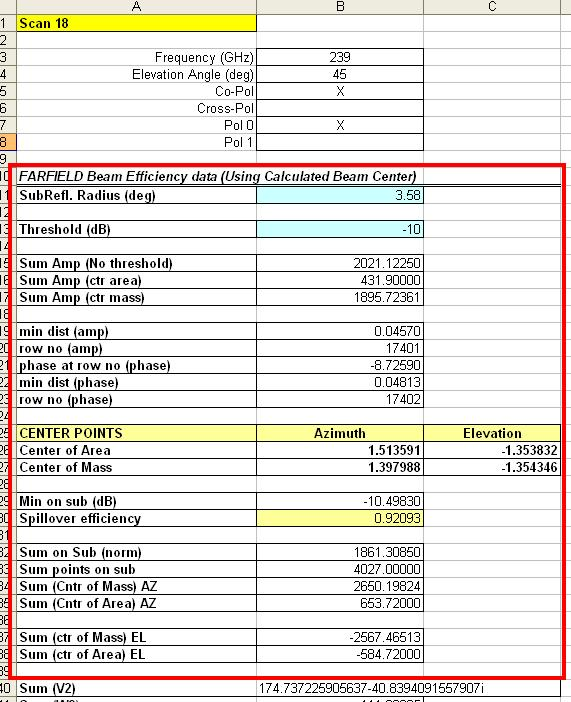 A B C
1 Scan 18
2
3 Frequency (GHz) 239
4 Elevation Angle (deg) 45
5 Co-Pol X
6 Cross-Pol
7 Pol 0 X
8 Pol 1
9
10 FARFIELD Beam Efficiency data (Using Calculated Beam Center)
11 SubRefl. Radius (deg) 3.58
12
13 Threshold (dB) -10
14
15 Sum Amp (No threshold) 2021.12250
16 Sum Amp (ctr area) 431.90000
17 Sum Amp (ctr mass) 1895.72361
18
19 min dist (amp) 0.04570
20 row no (amp) 17401
21 phase at row no (phase) -8.72590
22 min dist (phase) 0.04813
23 row no (phase) 17402
24
25 CENTER POINTS Azimuth Elevation
26 Center of Area 1.513591 -1.353832
27 Center of Mass 1.397988 -1.354346
28
29 Min on sub (dB) -10.49830
30 Spillover efficiency 0.92093
31
32 Sum on Sub (norm) 1861.30850
33 Sum points on sub 4027.00000
34 Sum (Cntr of Mass) AZ 2650.19824
35 Sum (Cntr of Area) AZ 653.72000
36
37 Sum (ctr of Mass) EL -2567.46513
38 Sum (ctr of Area) EL -584.72000
39
40 Sum (V2) 174.737225905637-40.8394091557907i